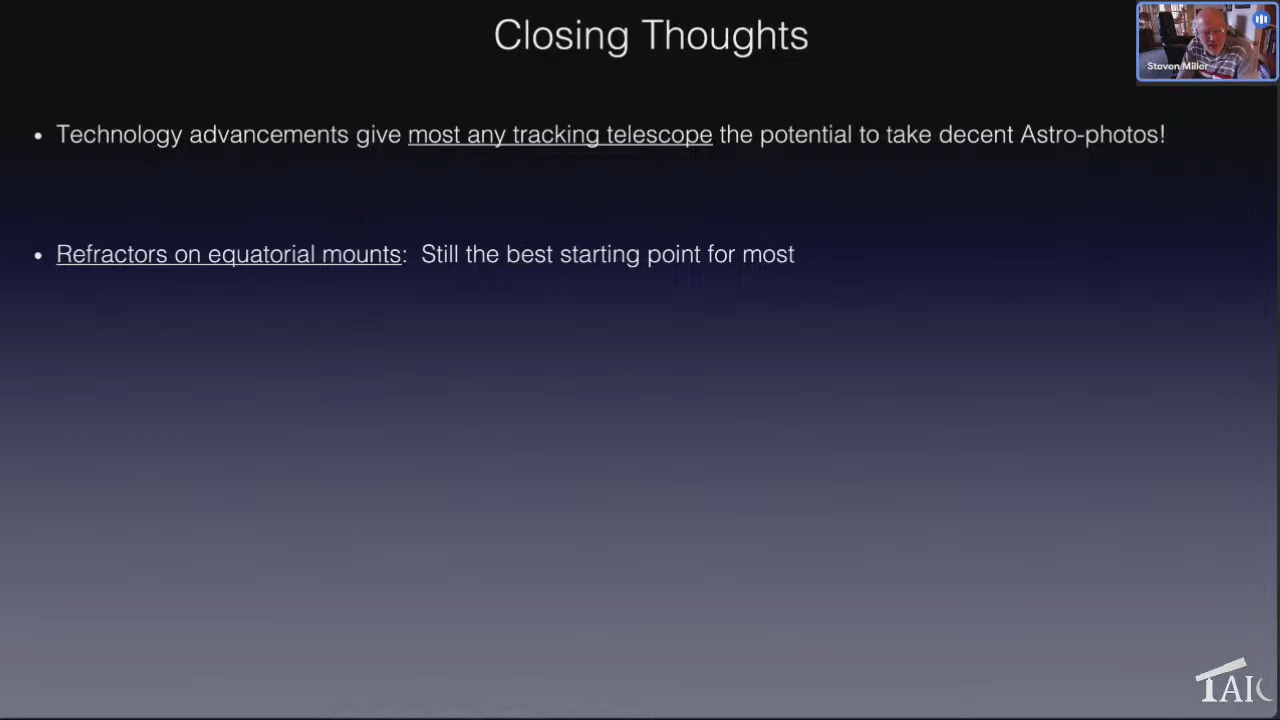 Closing Thoughts
Steven Miller
• Technology advancements give most any tracking telescope the potential to take decent Astro-photos!
• Refractors on equatorial mounts: Still the best starting point for most
TAIC